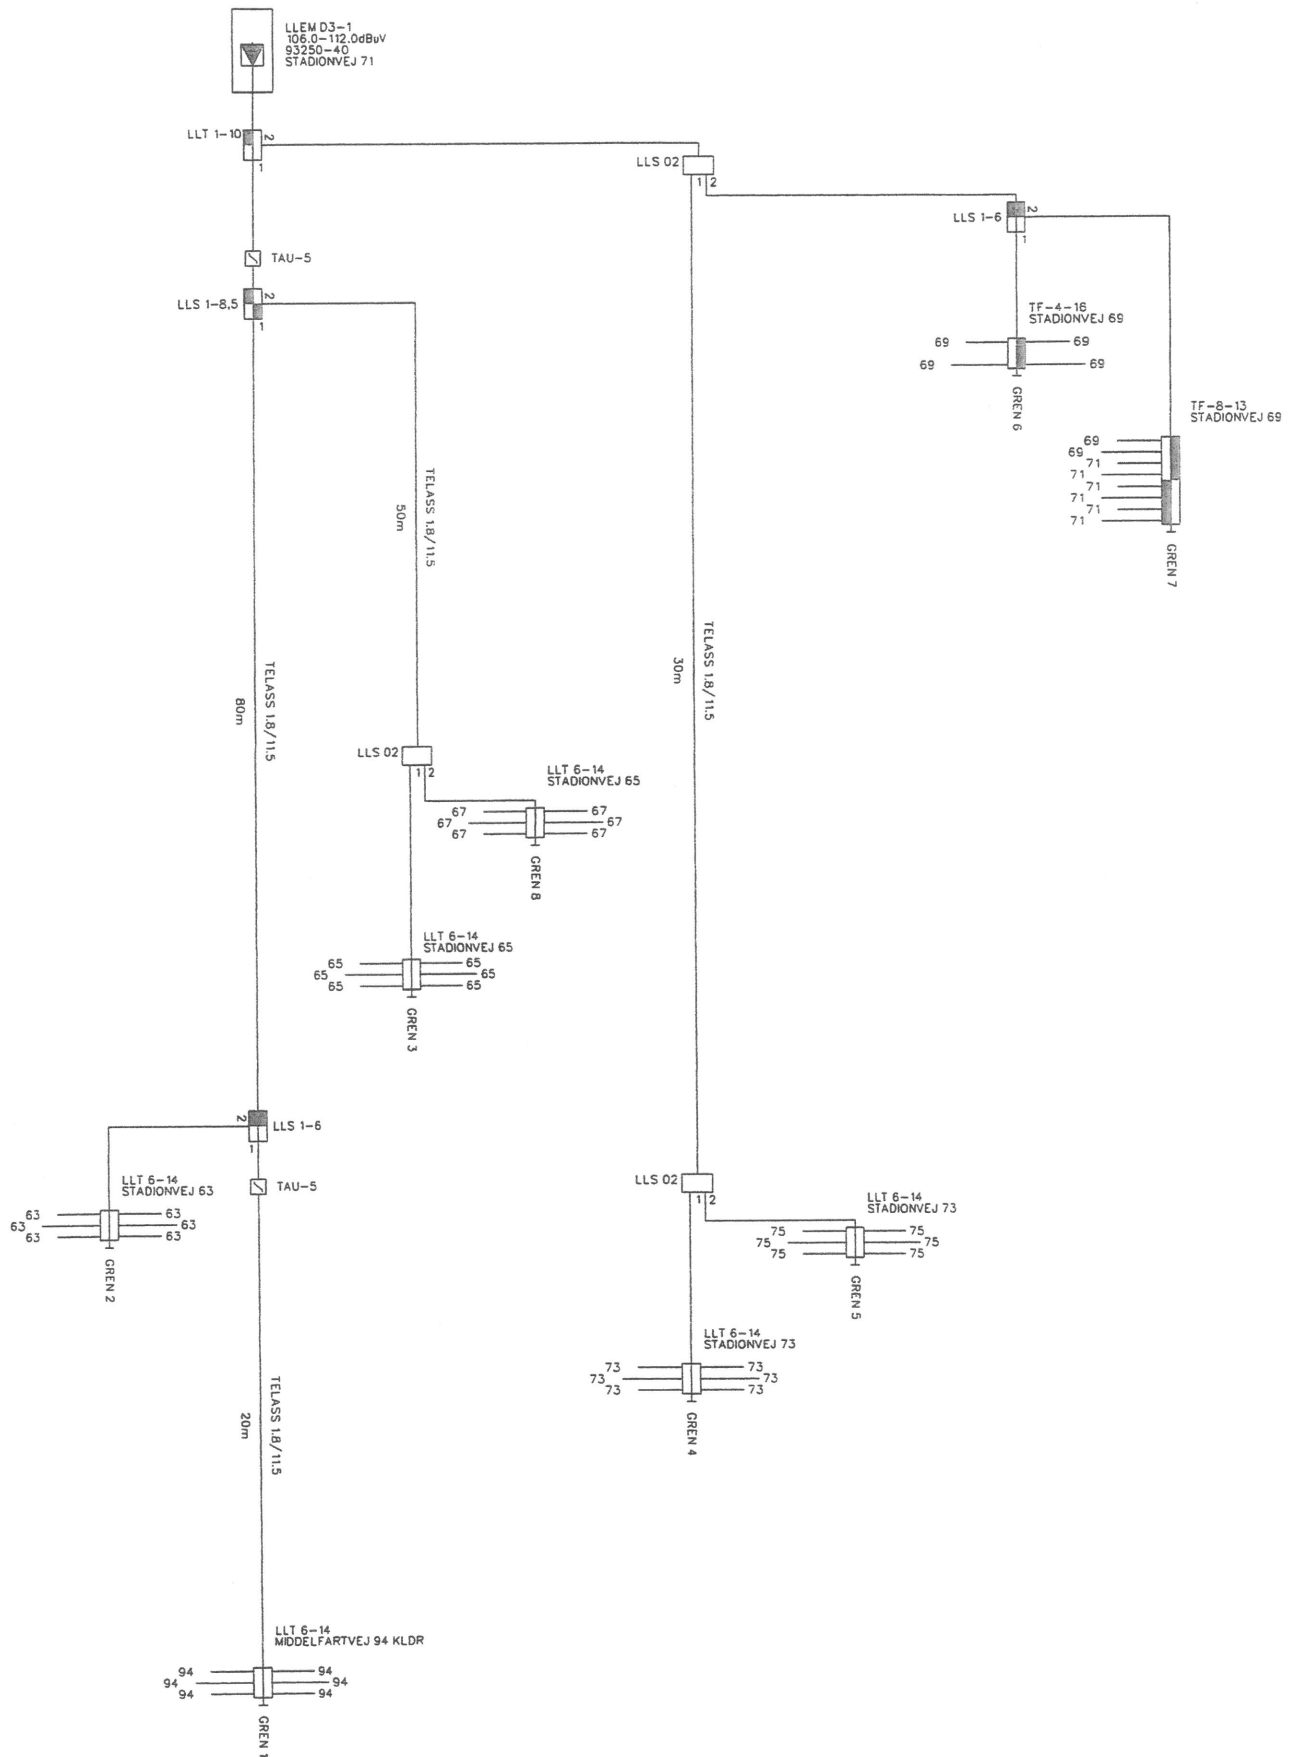 LLEM D3-1
106.0-112.0dBuV
93250-40
STADIONVEJ 71
LLT 1-10
2
1
LLS 02
1 2
LLS 1-6
2
1
TAU-5
LLS 1-8,5
2
1
TF-4-16
STADIONVEJ 69
69 69
69 69
GREN 6
TF-8-13
STADIONVEJ 69
69
69
71
71
71
71
71
71
GREN 7
TELASS 1.8/11.5
50m
TELASS 1.8/11.5
30m
TELASS 1.8/11.5
80m
LLS 02
1 2
LLT 6-14
STADIONVEJ 65
67 67
67 67
67 67
GREN 8
LLT 6-14
STADIONVEJ 65
65 65
65 65
65 65
GREN 3
2
LLS 1-6
1
TAU-5
LLT 6-14
STADIONVEJ 63
63 63
63 63
63 63
GREN 2
LLS 02
1 2
LLT 6-14
STADIONVEJ 73
75 75
75 75
75 75
GREN 5
LLT 6-14
STADIONVEJ 73
73 73
73 73
73 73
GREN 4
TELASS 1.8/11.5
20m
LLT 6-14
MIDDELFARTVEJ 94 KLDR
94 94
94 94
94 94
GREN 1